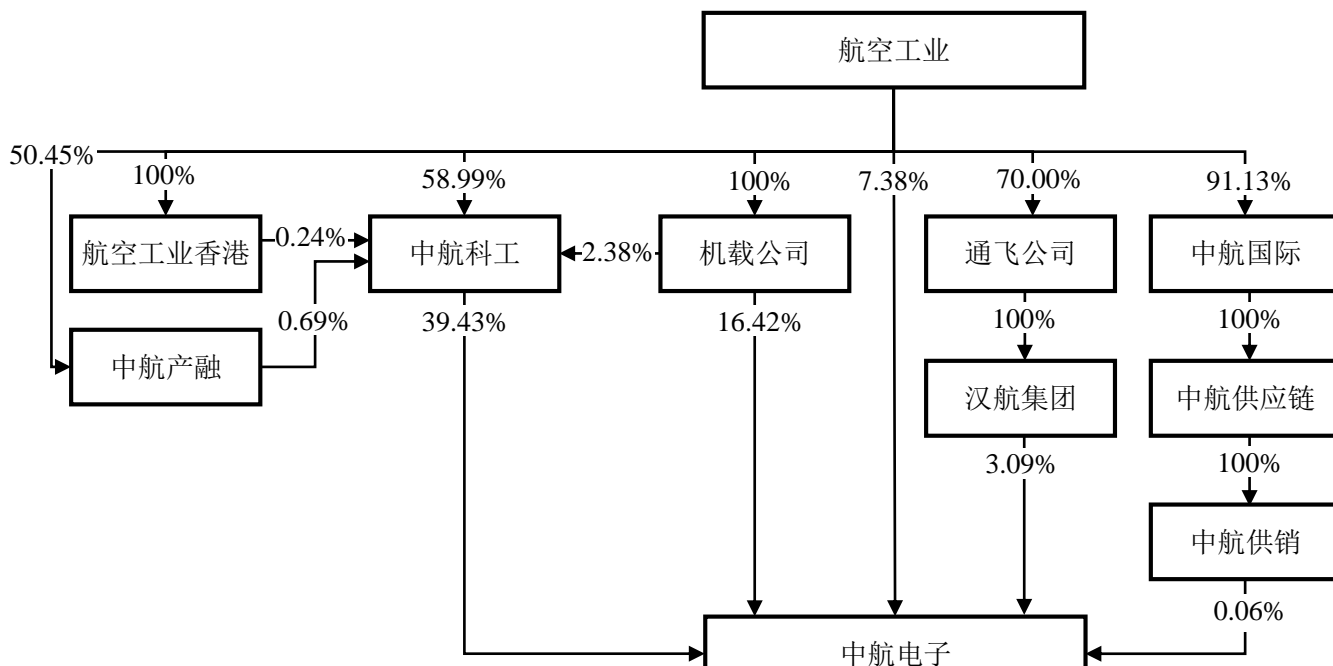 航空工业
50.45%
100%
58.99%
100%
7.38%
70.00%
91.13%
航空工业香港
0.24%
中航科工
2.38%
机载公司
通飞公司
中航国际
0.69%
39.43%
16.42%
100%
100%
中航产融
汉航集团
中航供应链
3.09%
100%
中航供销
0.06%
中航电子